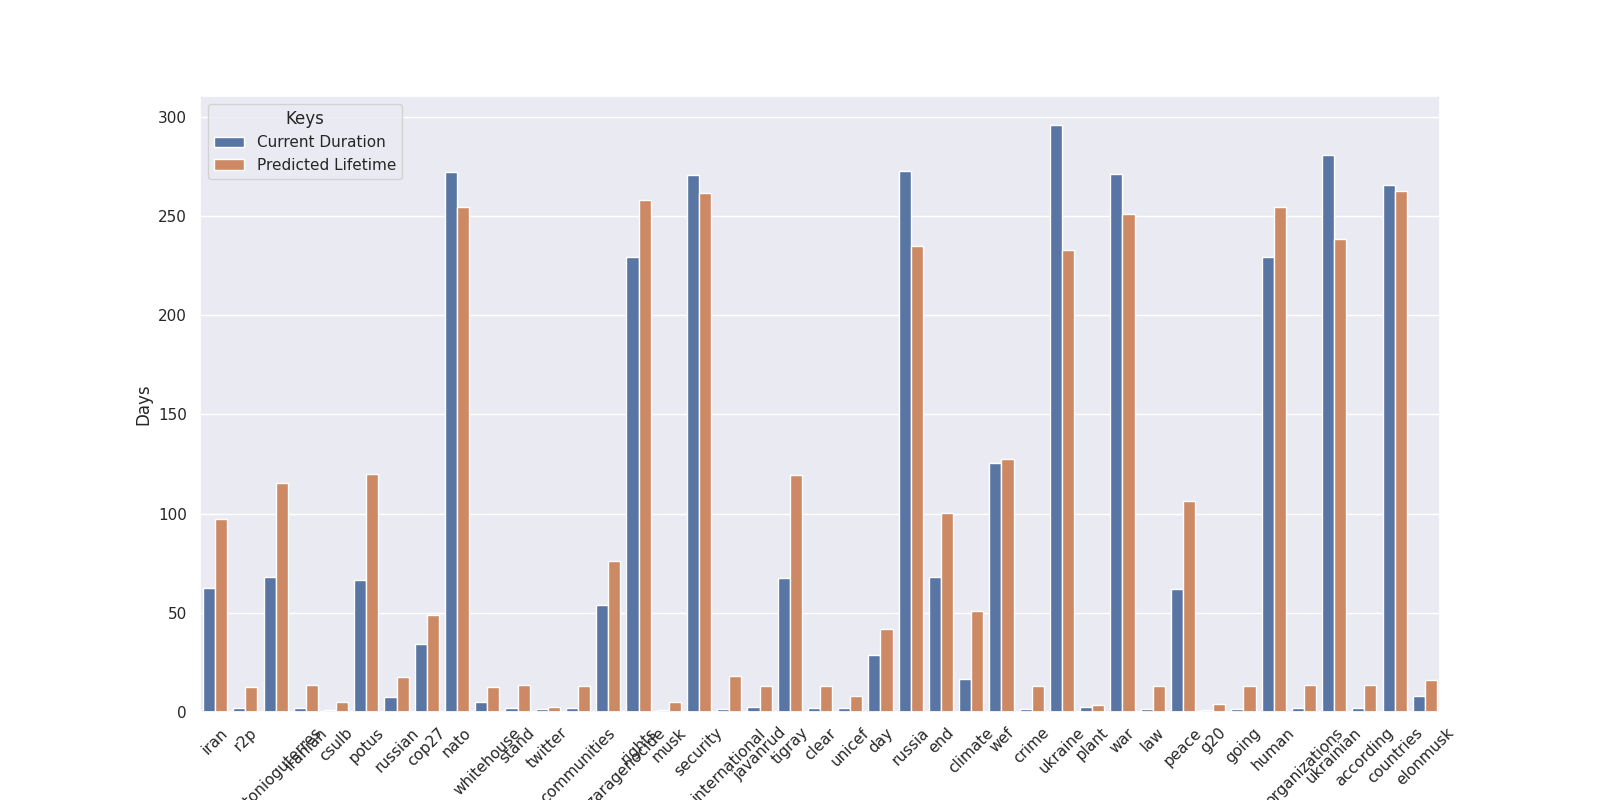 Keys
Current Duration
Predicted Lifetime
Days
300
250
200
150
100
50
0
iran
r2p
iranian
csulb
potus
russian
cop27
nato
whitehouse
stand
twitter
communities
rights
musk
security
international
javanrud
tigray
clear
unicef
day
russia
end
climate
wef
crime
ukraine
plant
war
law
peace
g20
going
human
organizations
ukrainian
according
countries
elonmusk